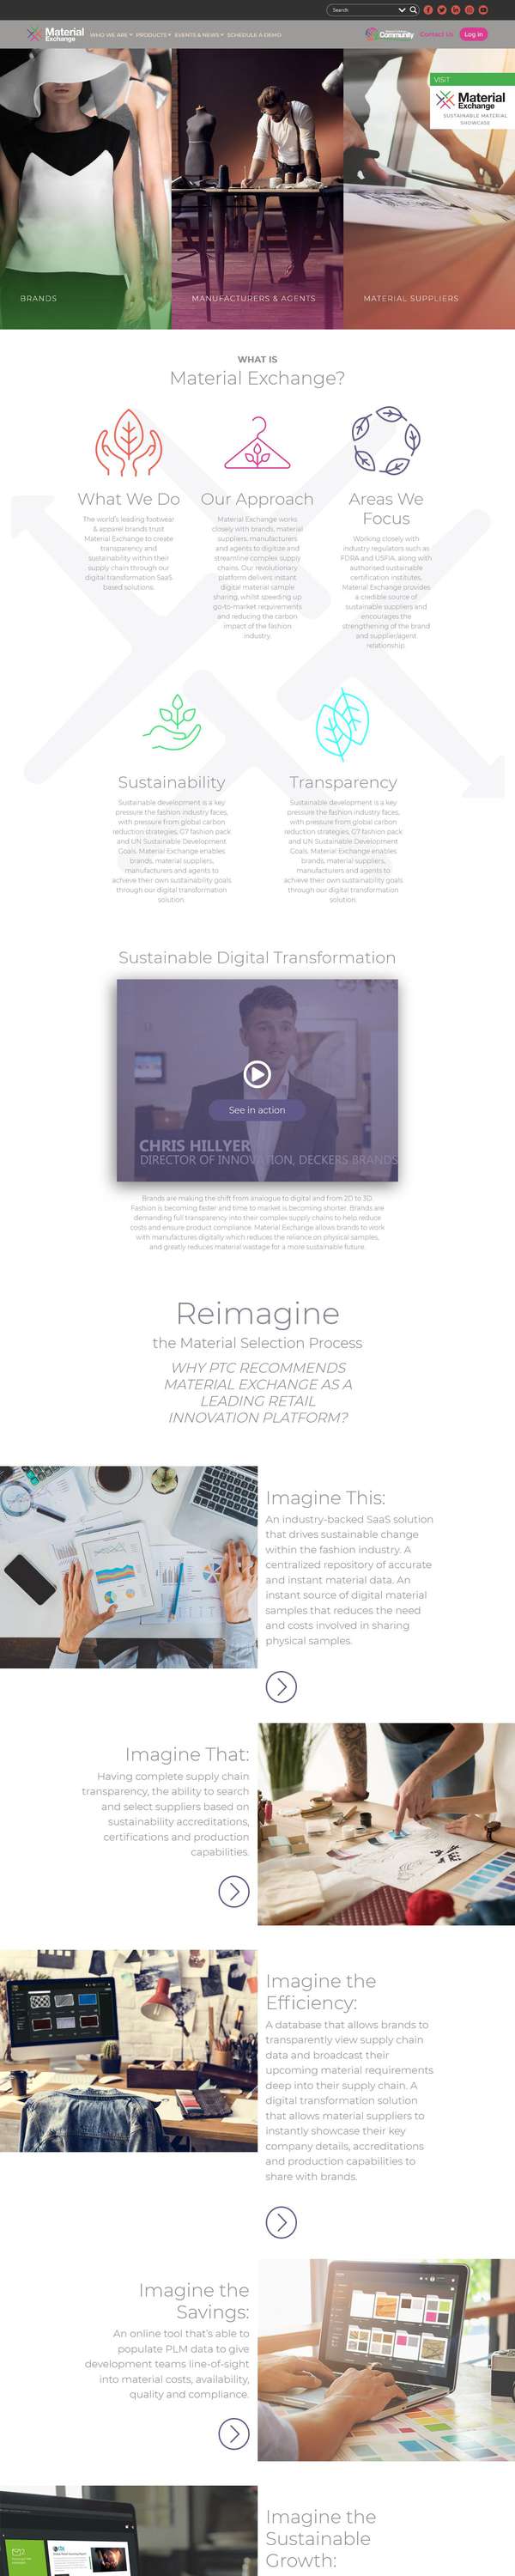 Search
Material
Exchange
WHO WE ARE
PRODUCTS
EVENTS & NEWS
SCHEDULE A DEMO
Community
Contact Us
Log In
VISIT
Material
Exchange
SUSTAINABLE MATERIAL
SHOWCASE
BRANDS
MANUFACTURERS & AGENTS
MATERIAL SUPPLIERS
WHAT IS
Material Exchange?
What We Do
The world's leading footwear
& apparel brands trust
Material Exchange to create
transparency and
sustainability within their
supply chain through our
digital transformation SaaS
based solutions.
Our Approach
Material Exchange works
closely with brands, material
suppliers, manufacturers
and agents to digitize and
streamline complex supply
chains. Our revolutionary
platform delivers instant
digital material sample
sharing, whilst speeding up
go-to-market requirements
and reducing the carbon
impact of the fashion
industry.
Areas We
Focus
Working closely with
industry regulators such as
FDRA and USFIA, along with
authorised sustainable
certification institutes,
Material Exchange provides
a credible source of
sustainable suppliers and
encourages the
strengthening of the brand
and supplier/agent
relationship
Sustainability
Sustainable development is a key
pressure the fashion industry faces,
with pressure from global carbon
reduction strategies, G7 fashion pack
and UN Sustainable Development
Goals. Material Exchange enables
brands, material suppliers,
manufacturers and agents to
achieve their own sustainability goals
through our digital transformation
solution.
Transparency
Sustainable development is a key
pressure the fashion industry faces,
with pressure from global carbon
reduction strategies, G7 fashion pack
and UN Sustainable Development
Goals. Material Exchange enables
brands, material suppliers,
manufacturers and agents to
achieve their own sustainability goals
through our digital transformation
solution.
Sustainable Digital Transformation
See in action
CHRIS HILLYER
DIRECTOR OF INNOVATION, DECKERS BRANDS
Brands are making the shift from analogue to digital and from 2D to 3D.
Fashion is becoming faster and time to market is becoming shorter. Brands are
demanding full transparency into their complex supply chains to help reduce
costs and ensure product compliance. Material Exchange allows brands to work
with manufactures digitally which reduces the reliance on physical samples,
and greatly reduces material wastage for a more sustainable future.
Reimagine
the Material Selection Process
WHY PTC RECOMMENDS
MATERIAL EXCHANGE AS A
LEADING RETAIL
INNOVATION PLATFORM?
Imagine This:
An industry-backed SaaS solution
that drives sustainable change
within the fashion industry. A
centralized repository of accurate
and instant material data. An
instant source of digital material
samples that reduces the need
and costs involved in sharing
physical samples.
Imagine That:
Having complete supply chain
transparency, the ability to search
and select suppliers based on
sustainability accreditations,
certifications and production
capabilities.
Imagine the
Efficiency:
A database that allows brands to
transparently view supply chain
data and broadcast their
upcoming material requirements
deep into their supply chain. A
digital transformation solution
that allows material suppliers to
instantly showcase their key
company details, accreditations
and production capabilities to
share with brands.
Imagine the
Savings:
An online tool that's able to
populate PLM data to give
development teams line-of-sight
into material costs, availability,
quality and compliance.
Imagine the
Sustainable
Growth: